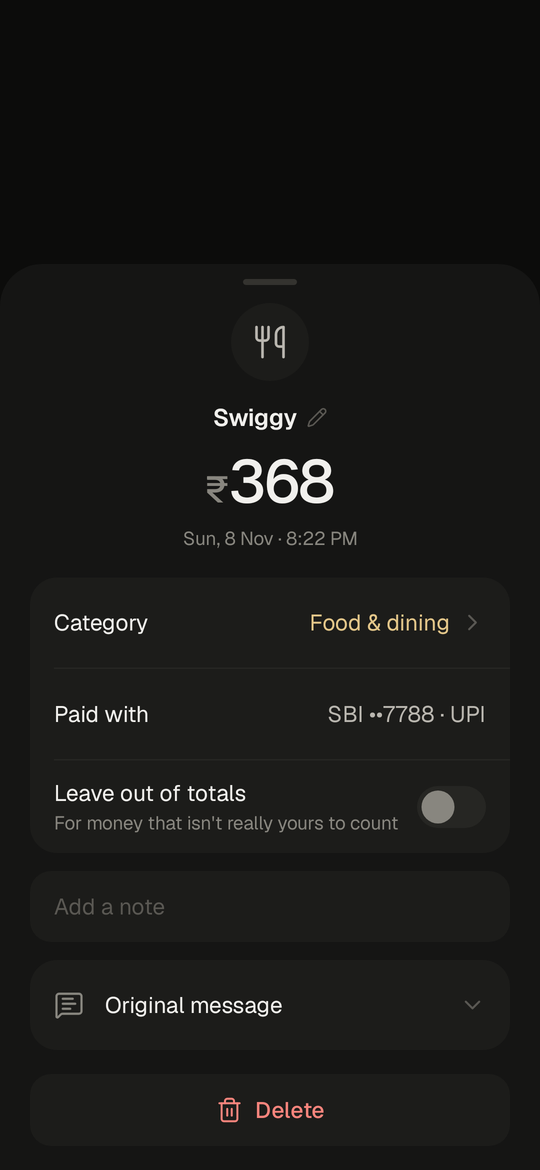 Swiggy
₹368
Sun, 8 Nov · 8:22 PM
Category Food & dining
Paid with SBI ••7788 · UPI
Leave out of totals
For money that isn't really yours to count
Add a note
Original message
Delete